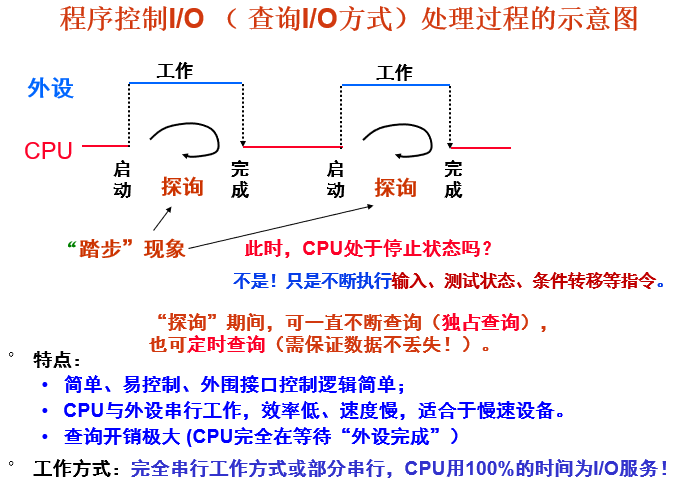 程序控制I/O （ 查询I/O方式）处理过程的示意图
工作 工作
外设
CPU
启动 探询 完成 启动 探询 完成
“踏步”现象 此时，CPU处于停止状态吗？
不是！只是不断执行输入、测试状态、条件转移等指令。
“探询”期间，可一直不断查询（独占查询），
也可定时查询（需保证数据不丢失！）。
° 特点：
• 简单、易控制、外围接口控制逻辑简单；
• CPU与外设串行工作，效率低、速度慢，适合于慢速设备。
• 查询开销极大 (CPU完全在等待“外设完成”）
° 工作方式：完全串行工作方式或部分串行，CPU用100%的时间为I/O服务！